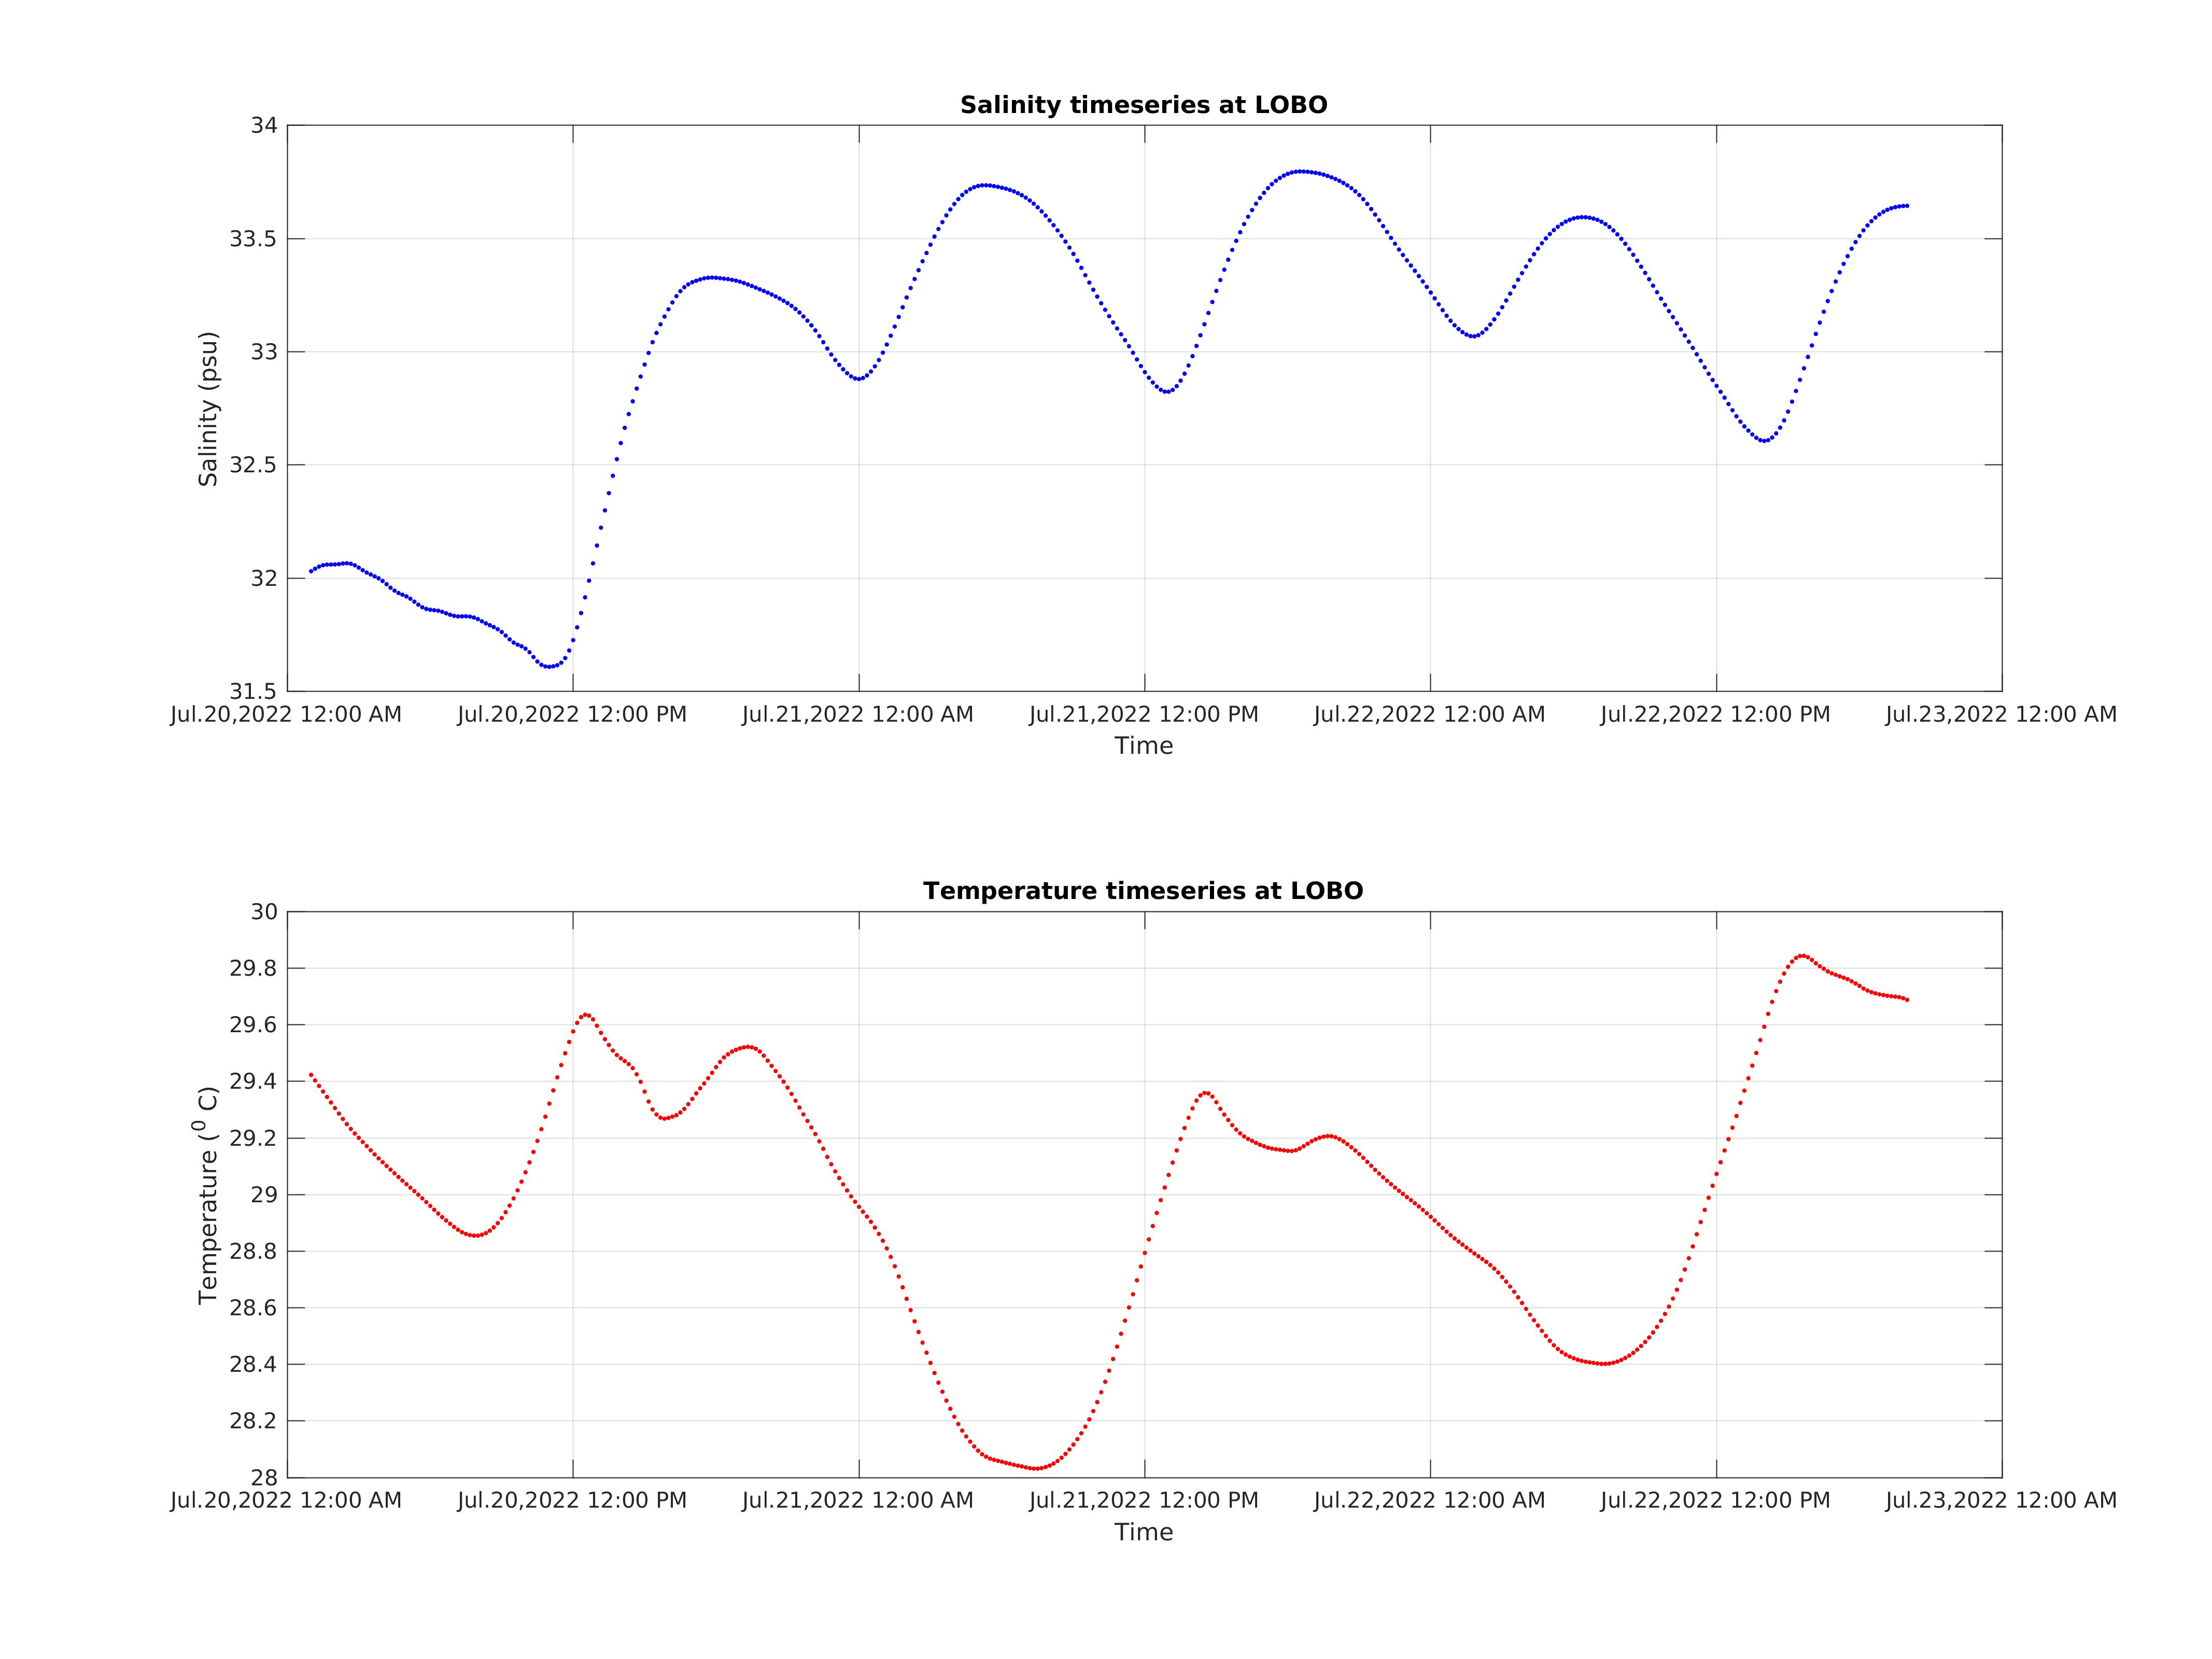 Salinity timeseries at LOBO
34
33.5
33
32.5
32
31.5
Salinity (psu)
Jul.20,2022 12:00 AM Jul.20,2022 12:00 PM Jul.21,2022 12:00 AM Jul.21,2022 12:00 PM Jul.22,2022 12:00 AM Jul.22,2022 12:00 PM Jul.23,2022 12:00 AM
Time
Temperature timeseries at LOBO
30
29.8
29.6
29.4
29.2
29
28.8
28.6
28.4
28.2
28
Temperature (⁰ C)
Jul.20,2022 12:00 AM Jul.20,2022 12:00 PM Jul.21,2022 12:00 AM Jul.21,2022 12:00 PM Jul.22,2022 12:00 AM Jul.22,2022 12:00 PM Jul.23,2022 12:00 AM
Time